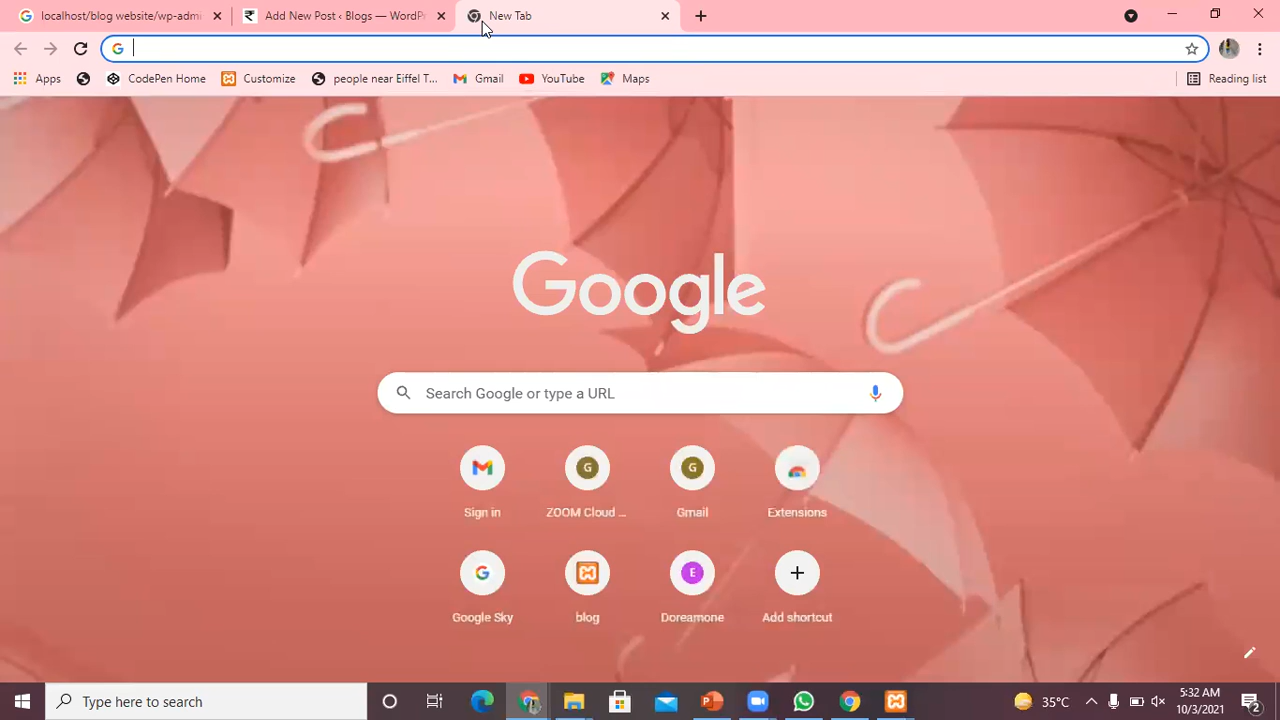 localhost/blog website/wp-admi
Add New Post ‹ Blogs — WordPr
New Tab
Apps
CodePen Home
Customize
people near Eiffel T...
Gmail
YouTube
Maps
Reading list
Google
Search Google or type a URL
Sign in
G
ZOOM Cloud ...
G
Gmail
Extensions
Google Sky
blog
E
Doreamone
Add shortcut
Type here to search
35°C
5:32 AM
10/3/2021
2